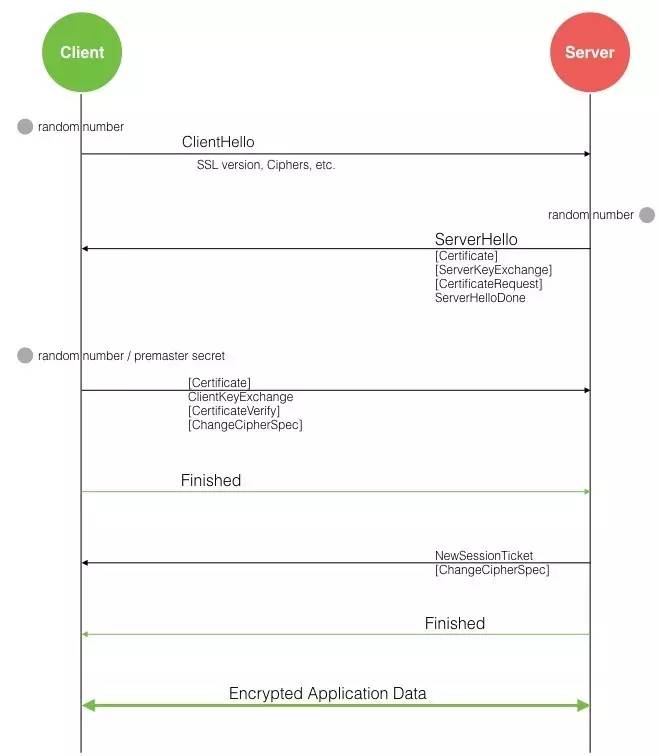 Client
Server
random number
ClientHello
SSL version, Ciphers, etc.
random number
ServerHello
[Certificate]
[ServerKeyExchange]
[CertificateRequest]
ServerHelloDone
random number / premaster secret
[Certificate]
ClientKeyExchange
[CertificateVerify]
[ChangeCipherSpec]
Finished
NewSessionTicket
[ChangeCipherSpec]
Finished
Encrypted Application Data